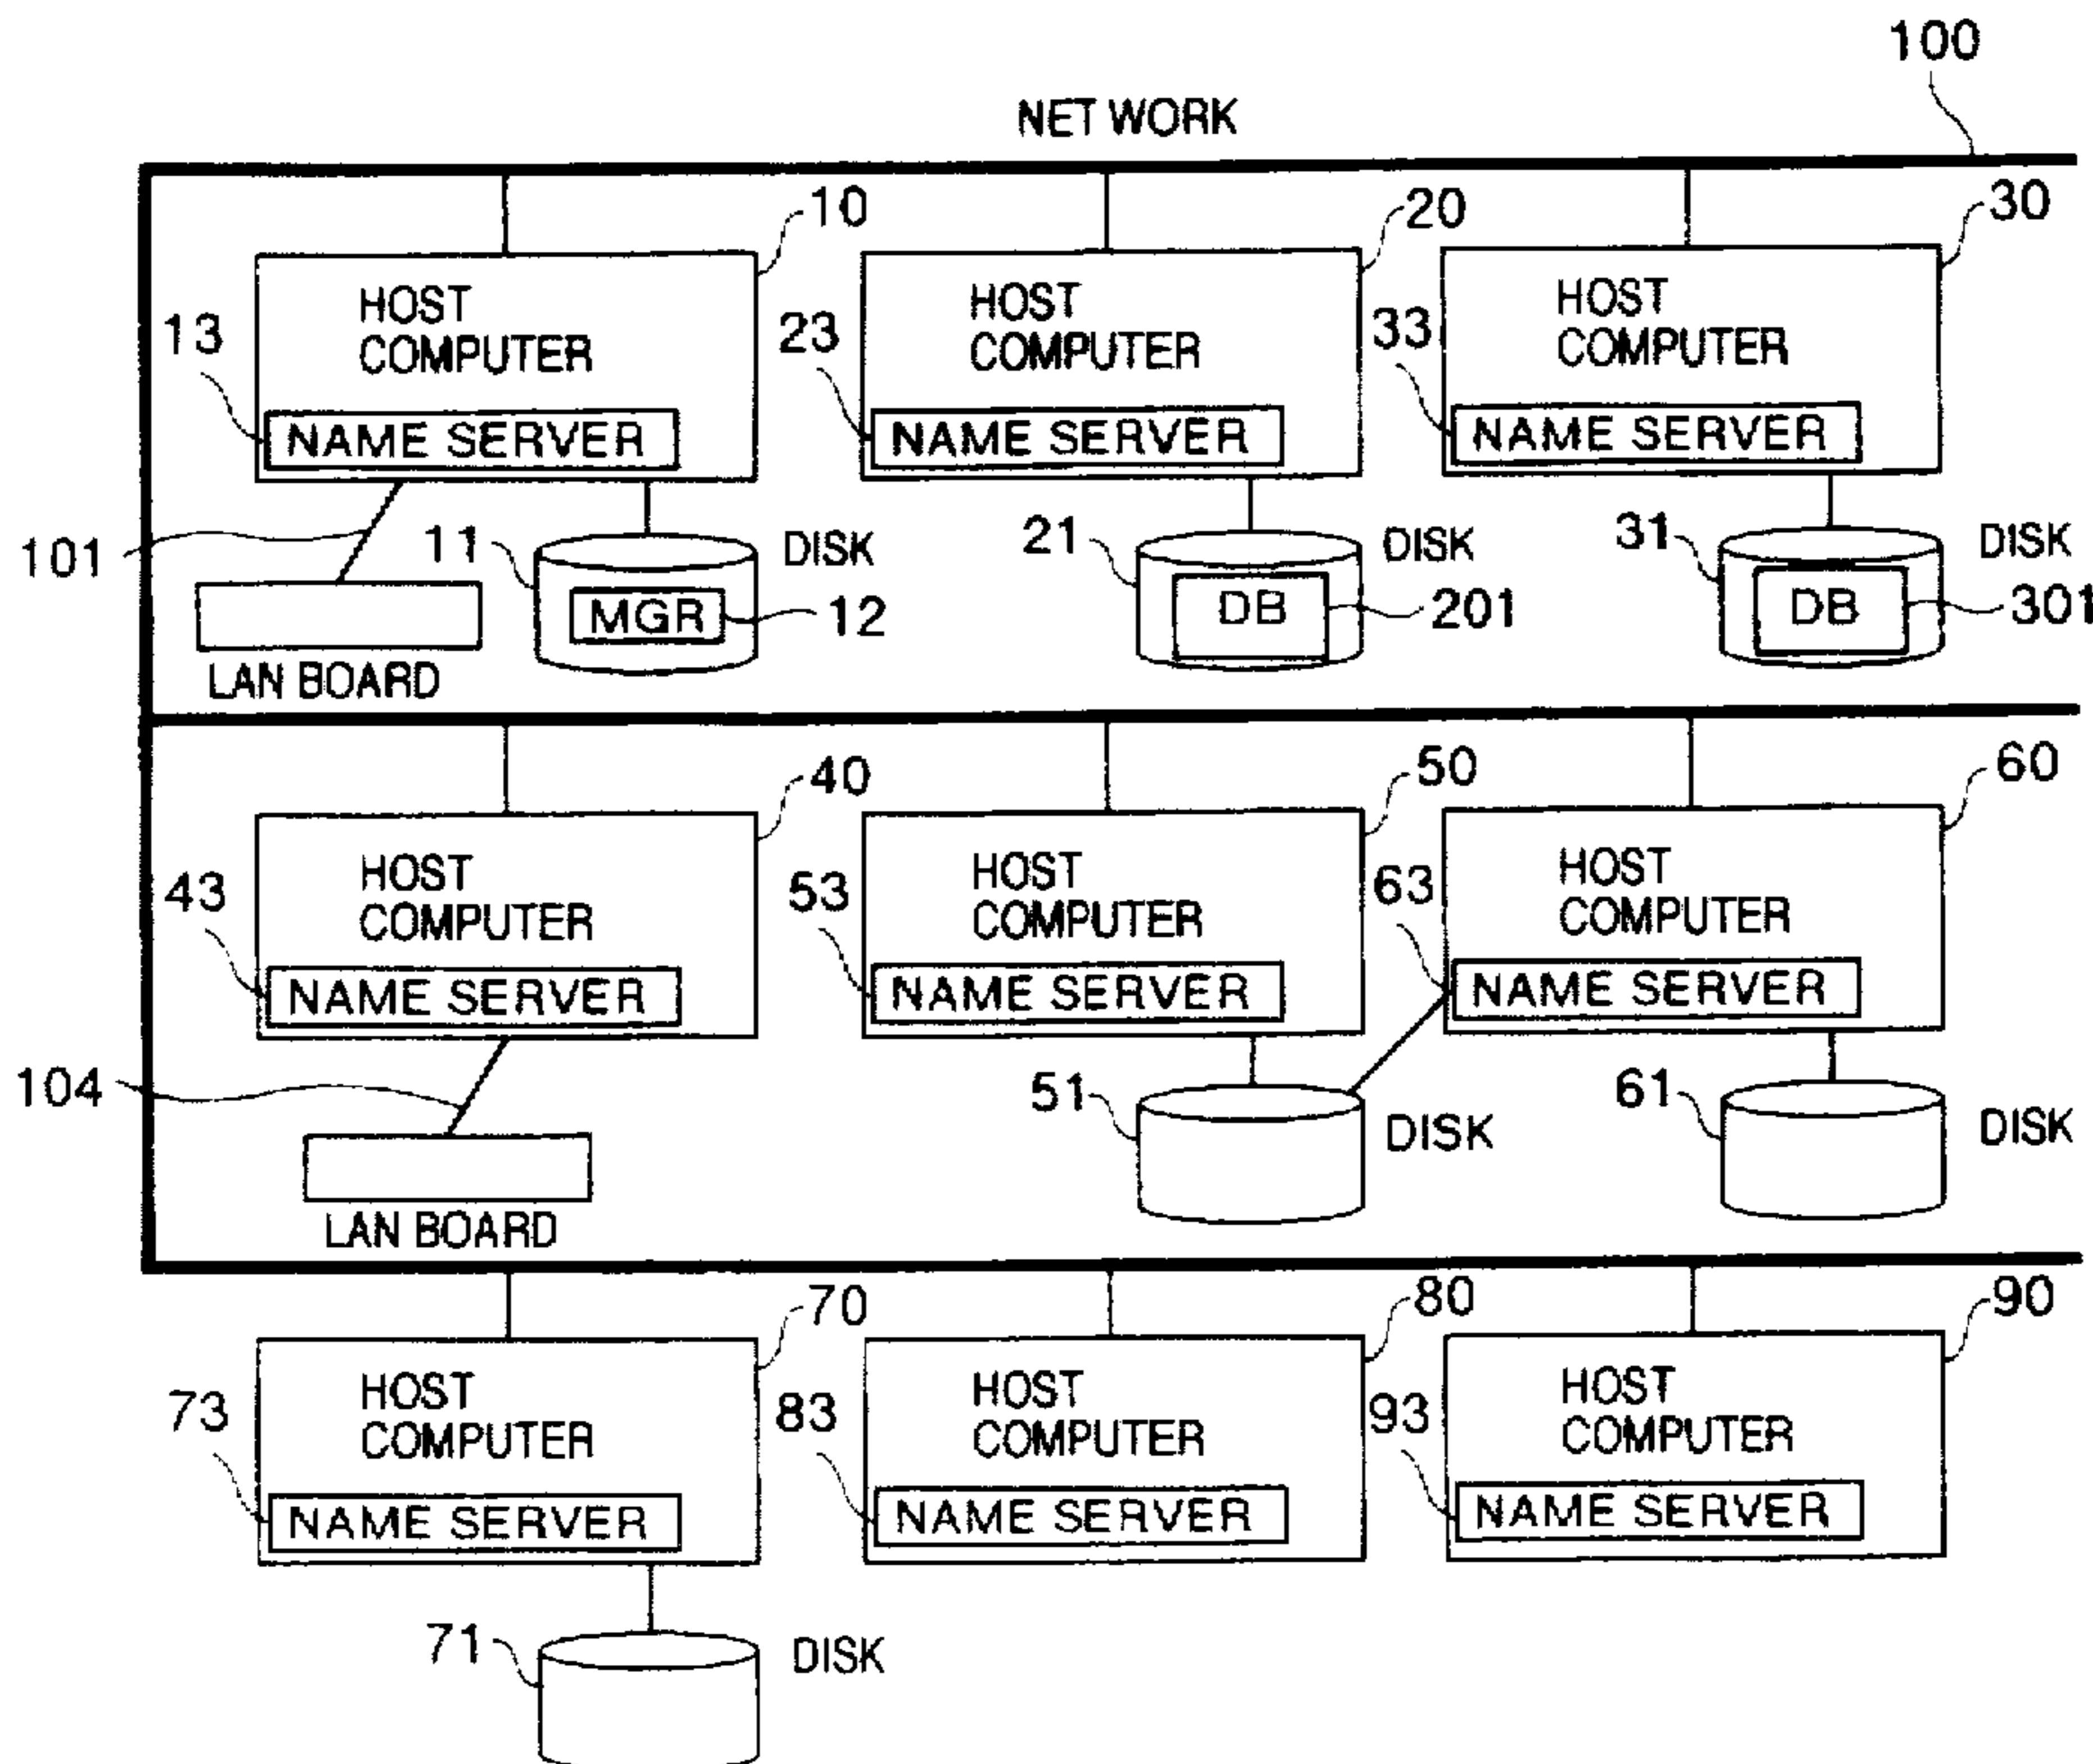 100
NETWORK
10
20
30
HOST
COMPUTER
HOST
COMPUTER
HOST
COMPUTER
13
23
33
NAME SERVER
NAME SERVER
NAME SERVER
101
11
DISK
21
DISK
31
DISK
MGR
12
DB
201
DB
301
LAN BOARD
40
50
60
HOST
COMPUTER
HOST
COMPUTER
HOST
COMPUTER
43
53
63
NAME SERVER
NAME SERVER
NAME SERVER
104
51
DISK
61
DISK
LAN BOARD
70
80
90
HOST
COMPUTER
HOST
COMPUTER
HOST
COMPUTER
73
83
93
NAME SERVER
NAME SERVER
NAME SERVER
71
DISK